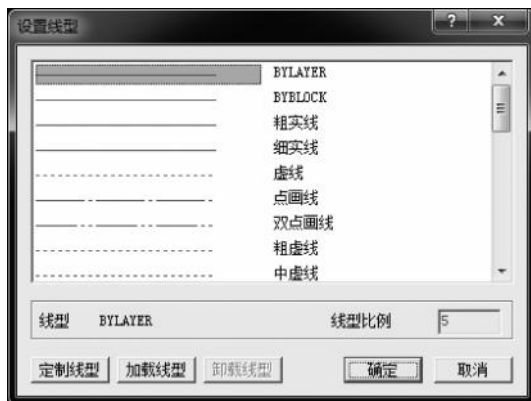 设置线型
BYLAYER
BYBLOCK
粗实线
细实线
虚线
点画线
双点画线
粗虚线
中虚线
线型 BYLAYER 线型比例 5
定制线型 加载线型 卸载线型 确定 取消